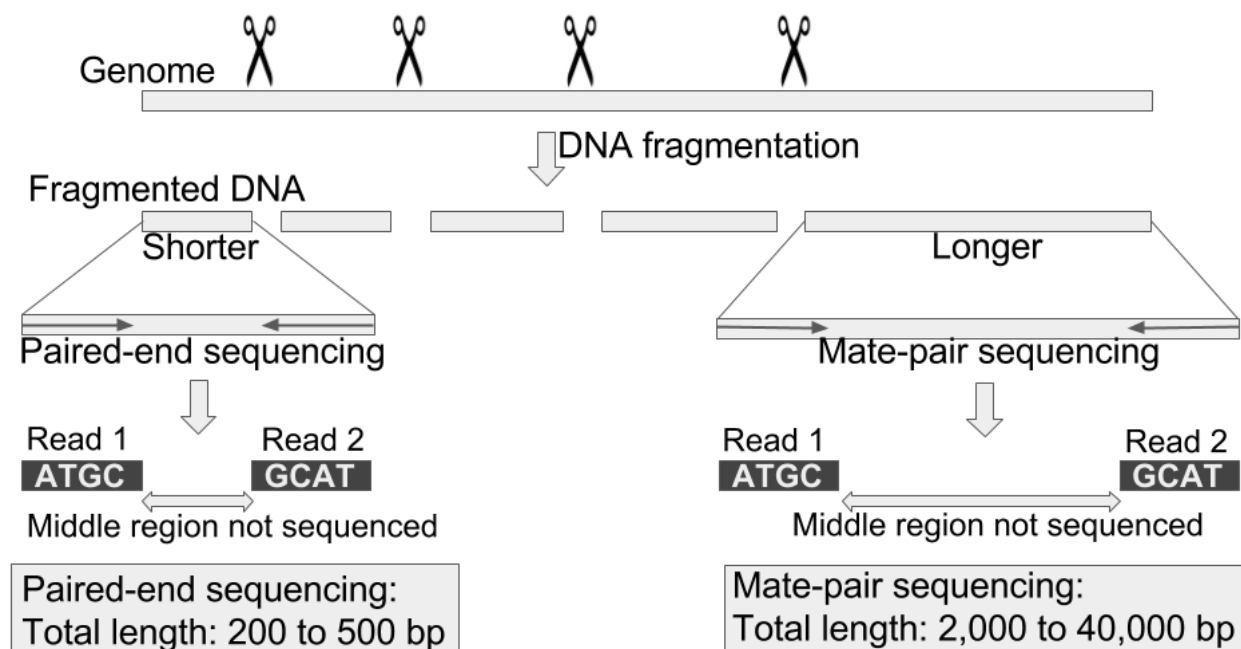 Genome
DNA fragmentation
Fragmented DNA
Shorter
Longer
Paired-end sequencing
Mate-pair sequencing
Read 1
Read 2
Read 1
Read 2
ATGC
GCAT
ATGC
GCAT
Middle region not sequenced
Middle region not sequenced
Paired-end sequencing:
Total length: 200 to 500 bp
Mate-pair sequencing:
Total length: 2,000 to 40,000 bp